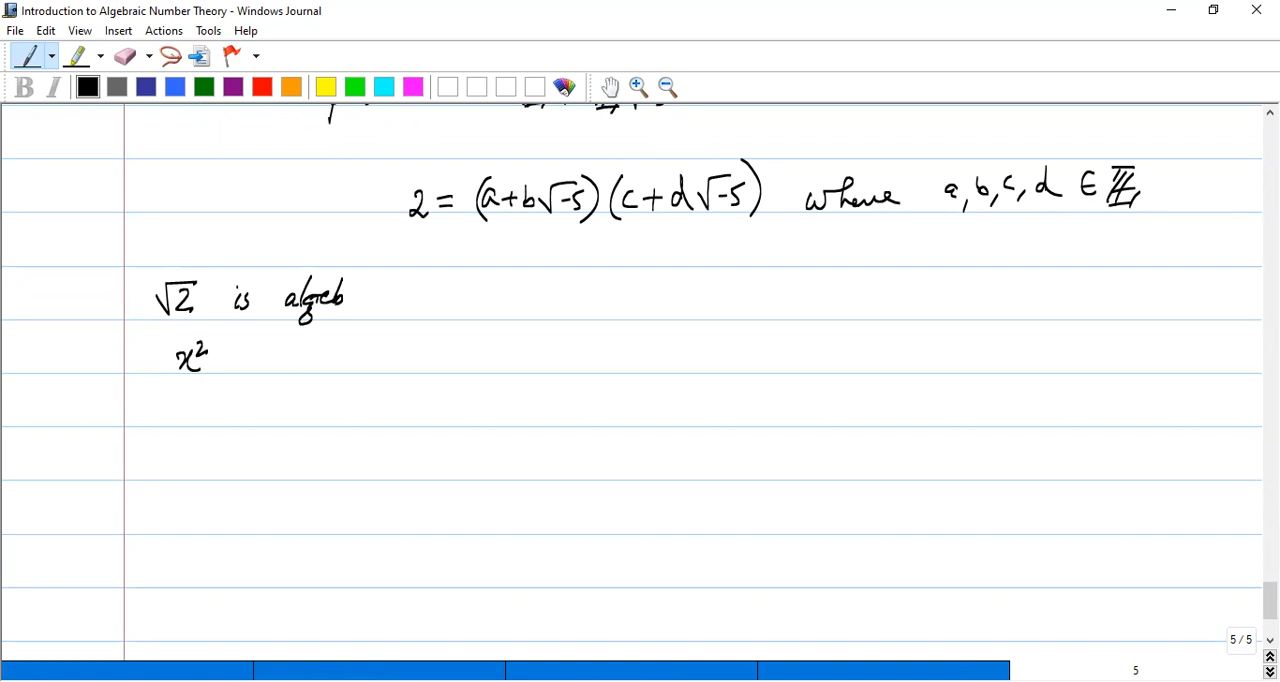 Introduction to Algebraic Number Theory - Windows Journal
File Edit View Insert Actions Tools Help
B I
2 = (a+b√-5)(c+d√-5) where a, b, c, d ∈ ℤ,
√2 is algeb
x²
5 / 5
5